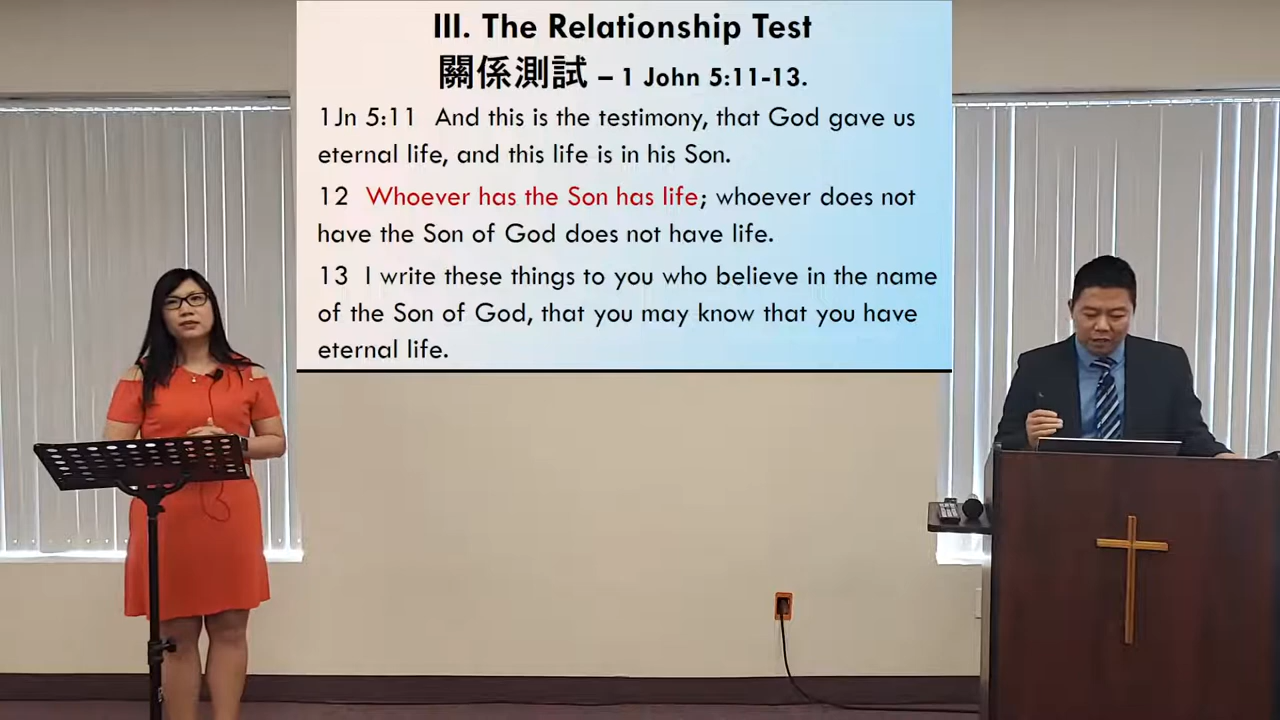 III. The Relationship Test
關係測試 – 1 John 5:11-13.
1Jn 5:11 And this is the testimony, that God gave us
eternal life, and this life is in his Son.
12 Whoever has the Son has life; whoever does not
have the Son of God does not have life.
13 I write these things to you who believe in the name
of the Son of God, that you may know that you have
eternal life.